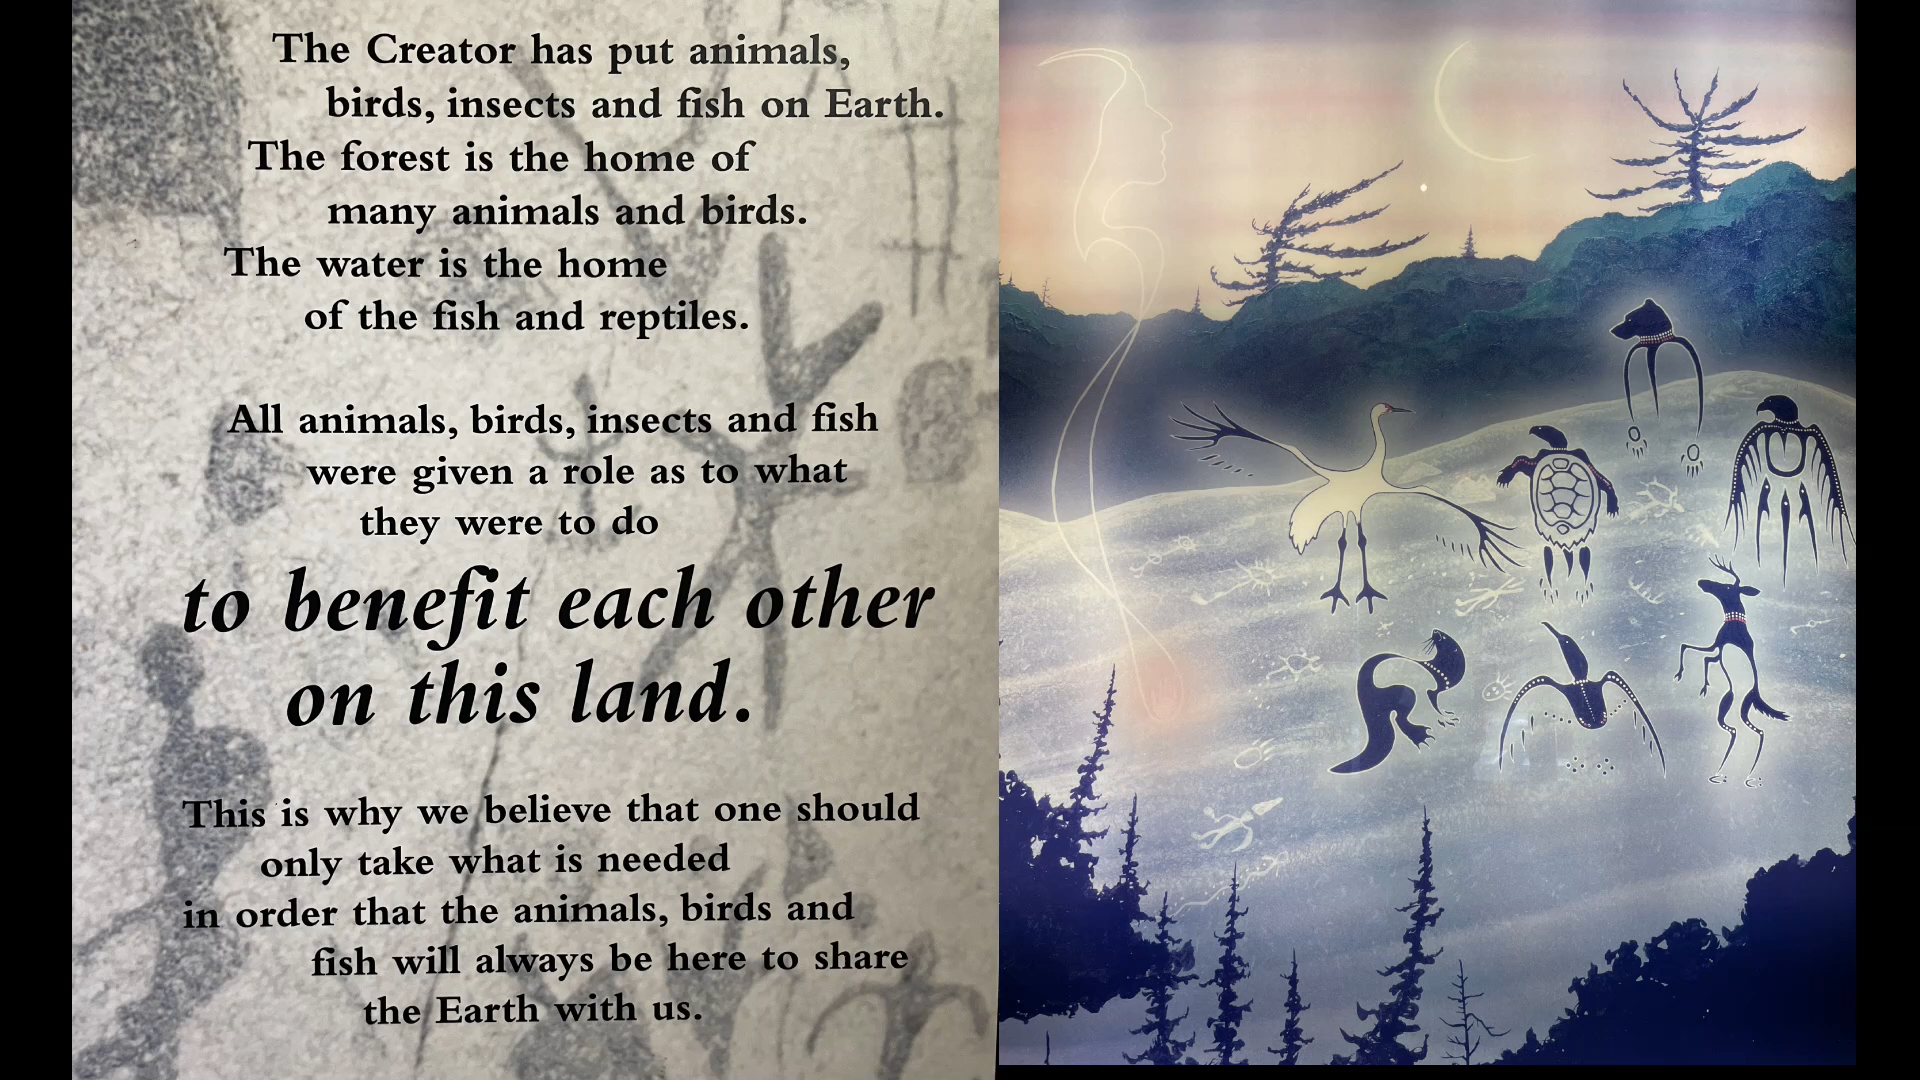 The Creator has put animals,
birds, insects and fish on Earth.
The forest is the home of
many animals and birds.
The water is the home
of the fish and reptiles.
All animals, birds, insects and fish
were given a role as to what
they were to do
to benefit each other
on this land.
This is why we believe that one should
only take what is needed
in order that the animals, birds and
fish will always be here to share
the Earth with us.